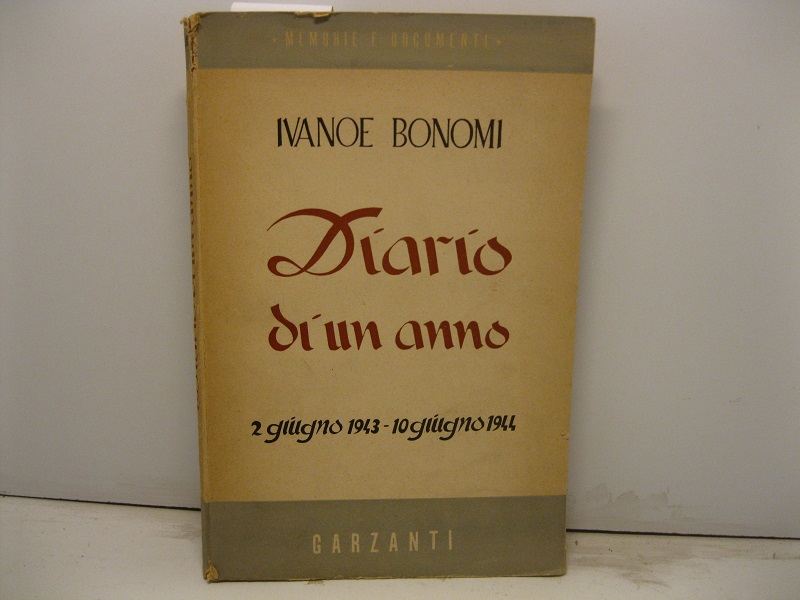 « MEMORIE E DOCUMENTI »
IVANOE BONOMI
Diario
di un anno
2 giugno 1943 - 10 giugno 1944
GARZANTI